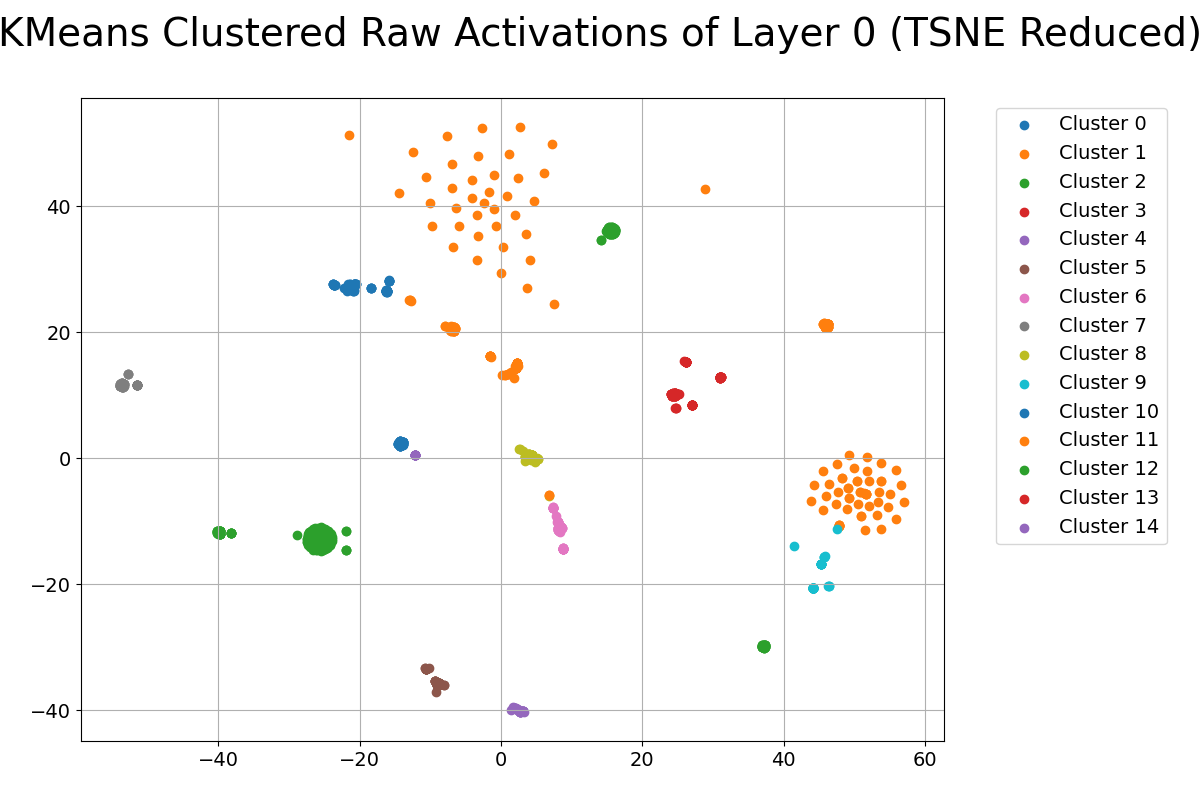 KMeans Clustered Raw Activations of Layer 0 (TSNE Reduced)
40
20
0
−20
−40
−40
−20
0
20
40
60
Cluster 0
Cluster 1
Cluster 2
Cluster 3
Cluster 4
Cluster 5
Cluster 6
Cluster 7
Cluster 8
Cluster 9
Cluster 10
Cluster 11
Cluster 12
Cluster 13
Cluster 14